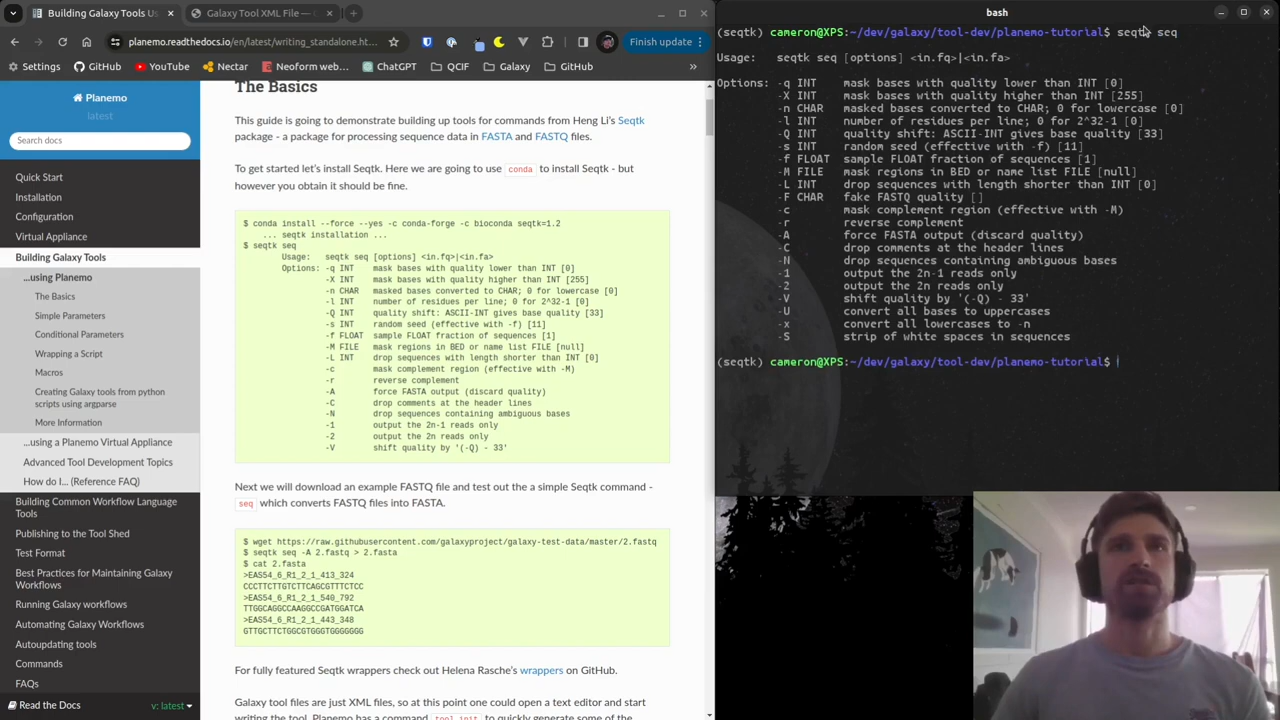 Building Galaxy Tools Us
Galaxy Tool XML File —
planemo.readthedocs.io/en/latest/writing_standalone.html
Finish update
Settings
GitHub
YouTube
Nectar
Neoform web...
ChatGPT
QCIF
Galaxy
GitHub
»
Planemo
latest
Search docs
Quick Start
Installation
Configuration
Virtual Appliance
Building Galaxy Tools
...using Planemo
The Basics
Simple Parameters
Conditional Parameters
Wrapping a Script
Macros
Creating Galaxy tools from python
scripts using argparse
More Information
...using a Planemo Virtual Appliance
Advanced Tool Development Topics
How do I... (Reference FAQ)
Building Common Workflow Language
Tools
Publishing to the Tool Shed
Test Format
Best Practices for Maintaining Galaxy
Workflows
Running Galaxy workflows
Automating Galaxy Workflows
Autoupdating tools
Commands
FAQs
Read the Docs
v: latest
The Basics
This guide is going to demonstrate building up tools for commands from Heng Li's Seqtk
package - a package for processing sequence data in FASTA and FASTQ files.
To get started let's install Seqtk. Here we are going to use conda to install Seqtk - but
however you obtain it should be fine.
$ conda install --force --yes -c conda-forge -c bioconda seqtk=1.2
... seqtk installation ...
$ seqtk seq
Usage: seqtk seq [options] <in.fq>|<in.fa>
Options: -q INT mask bases with quality lower than INT [0]
-X INT mask bases with quality higher than INT [255]
-n CHAR masked bases converted to CHAR; 0 for lowercase [0]
-l INT number of residues per line; 0 for 2^32-1 [0]
-Q INT quality shift: ASCII-INT gives base quality [33]
-s INT random seed (effective with -f) [11]
-f FLOAT sample FLOAT fraction of sequences [1]
-M FILE mask regions in BED or name list FILE [null]
-L INT drop sequences with length shorter than INT [0]
-c mask complement region (effective with -M)
-r reverse complement
-A force FASTA output (discard quality)
-C drop comments at the header lines
-N drop sequences containing ambiguous bases
-1 output the 2n-1 reads only
-2 output the 2n reads only
-V shift quality by '(-Q) - 33'
Next we will download an example FASTQ file and test out the a simple Seqtk command -
seq which converts FASTQ files into FASTA.
$ wget https://raw.githubusercontent.com/galaxyproject/galaxy-test-data/master/2.fastq
$ seqtk seq -A 2.fastq > 2.fasta
$ cat 2.fasta
>EAS54_6_R1_2_1_413_324
CCCTTCTTGTCTTCAGCGTTTCTCC
>EAS54_6_R1_2_1_540_792
TTGGCAGGCCAAGGCCGATGGATCA
>EAS54_6_R1_2_1_443_348
GTTGCTTCTGGCGTGGGTGGGGGGG
For fully featured Seqtk wrappers check out Helena Rasche's wrappers on GitHub.
Galaxy tool files are just XML files, so at this point one could open a text editor and start
writing the tool. Planemo has a command tool_init to quickly generate some of the
bash
(seqtk) cameron@XPS:~/dev/galaxy/tool-dev/planemo-tutorial$ seqtk seq
Usage: seqtk seq [options] <in.fq>|<in.fa>
Options: -q INT mask bases with quality lower than INT [0]
-X INT mask bases with quality higher than INT [255]
-n CHAR masked bases converted to CHAR; 0 for lowercase [0]
-l INT number of residues per line; 0 for 2^32-1 [0]
-Q INT quality shift: ASCII-INT gives base quality [33]
-s INT random seed (effective with -f) [11]
-f FLOAT sample FLOAT fraction of sequences [1]
-M FILE mask regions in BED or name list FILE [null]
-L INT drop sequences with length shorter than INT [0]
-F CHAR fake FASTQ quality []
-c mask complement region (effective with -M)
-r reverse complement
-A force FASTA output (discard quality)
-C drop comments at the header lines
-N drop sequences containing ambiguous bases
-1 output the 2n-1 reads only
-2 output the 2n reads only
-V shift quality by '(-Q) - 33'
-U convert all bases to uppercases
-x convert all lowercases to -n
-S strip of white spaces in sequences
(seqtk) cameron@XPS:~/dev/galaxy/tool-dev/planemo-tutorial$